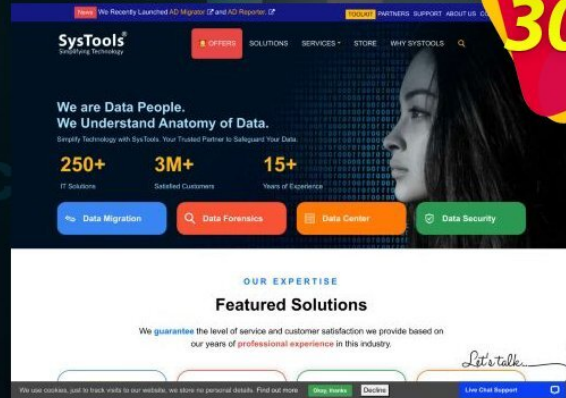 News We Recently Launched AD Migrator and AD Reporter.
TOOLKIT PARTNERS SUPPORT ABOUT US
30
SysTools®
Simplifying Technology
OFFERS SOLUTIONS SERVICES STORE WHY SYSTOOLS
We are Data People.
We Understand Anatomy of Data.
Simplify Technology with SysTools. Your Trusted Partner to Safeguard Your Data.
250+ 3M+ 15+
IT Solutions Satisfied Customers Years of Experience
Data Migration Data Forensics Data Center Data Security
OUR EXPERTISE
Featured Solutions
We guarantee the level of service and customer satisfaction we provide based on
our years of professional experience in this industry.
Let's talk...
We use cookies, just to track visits to our website, we store no personal details. Find out more Okay, thanks Decline Live Chat Support